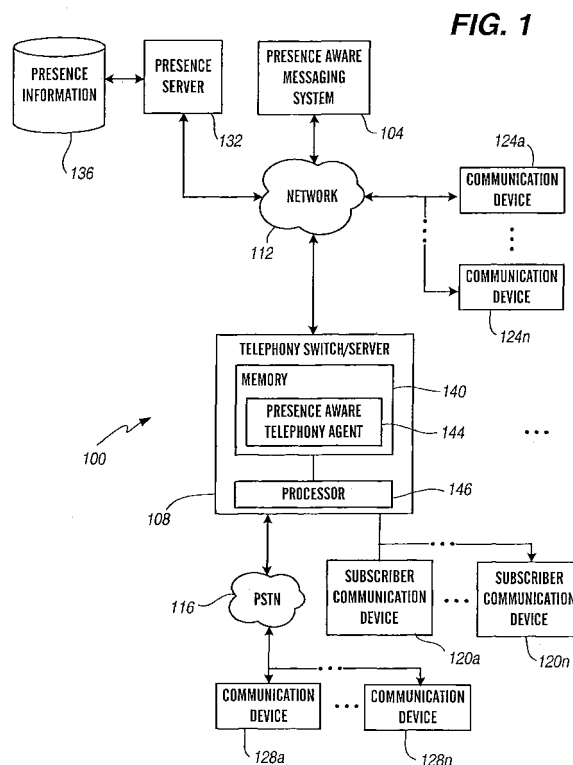 FIG. 1
PRESENCE
INFORMATION
136
PRESENCE
SERVER
132
PRESENCE AWARE
MESSAGING
SYSTEM
104
NETWORK
112
124a
COMMUNICATION
DEVICE
COMMUNICATION
DEVICE
124n
TELEPHONY SWITCH/SERVER
MEMORY
140
PRESENCE AWARE
TELEPHONY AGENT
144
100
PROCESSOR
146
108
PSTN
116
SUBSCRIBER
COMMUNICATION
DEVICE
120a
SUBSCRIBER
COMMUNICATION
DEVICE
120n
COMMUNICATION
DEVICE
128a
COMMUNICATION
DEVICE
128n